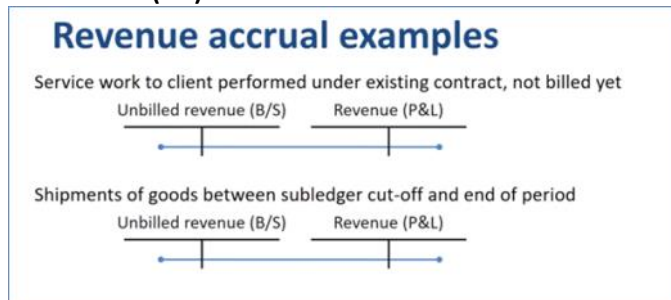 Revenue accrual examples
Service work to client performed under existing contract, not billed yet
Unbilled revenue (B/S) Revenue (P&L)
Shipments of goods between subledger cut-off and end of period
Unbilled revenue (B/S) Revenue (P&L)